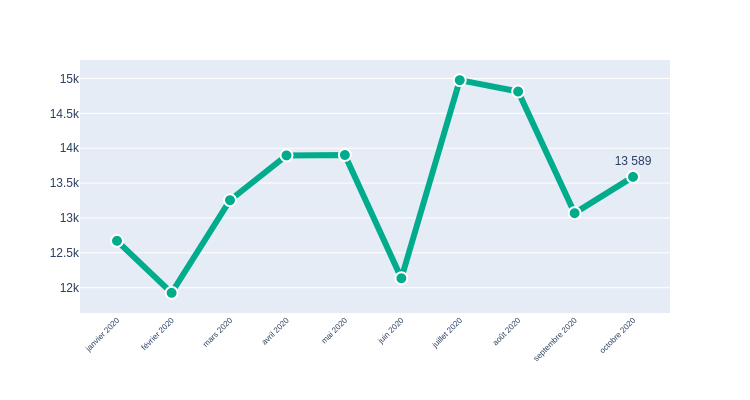 15k
14.5k
14k
13.5k
13k
12.5k
12k
13 589
janvier 2020
février 2020
mars 2020
avril 2020
mai 2020
juin 2020
juillet 2020
août 2020
septembre 2020
octobre 2020